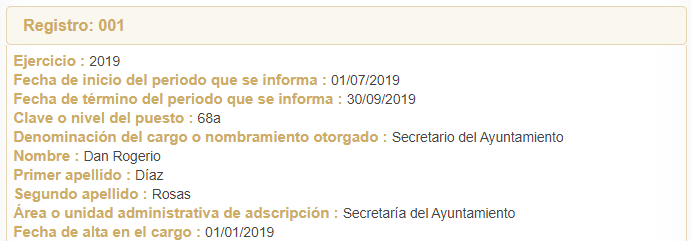 Registro: 001
Ejercicio : 2019
Fecha de inicio del periodo que se informa : 01/07/2019
Fecha de término del periodo que se informa : 30/09/2019
Clave o nivel del puesto : 68a
Denominación del cargo o nombramiento otorgado : Secretario del Ayuntamiento
Nombre : Dan Rogerio
Primer apellido : Díaz
Segundo apellido : Rosas
Área o unidad administrativa de adscripción : Secretaría del Ayuntamiento
Fecha de alta en el cargo : 01/01/2019